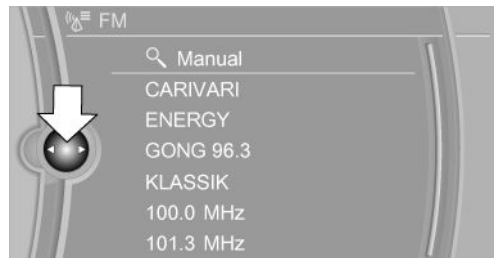 FM
Manual
CARIVARI
ENERGY
GONG 96.3
KLASSIK
100.0 MHz
101.3 MHz